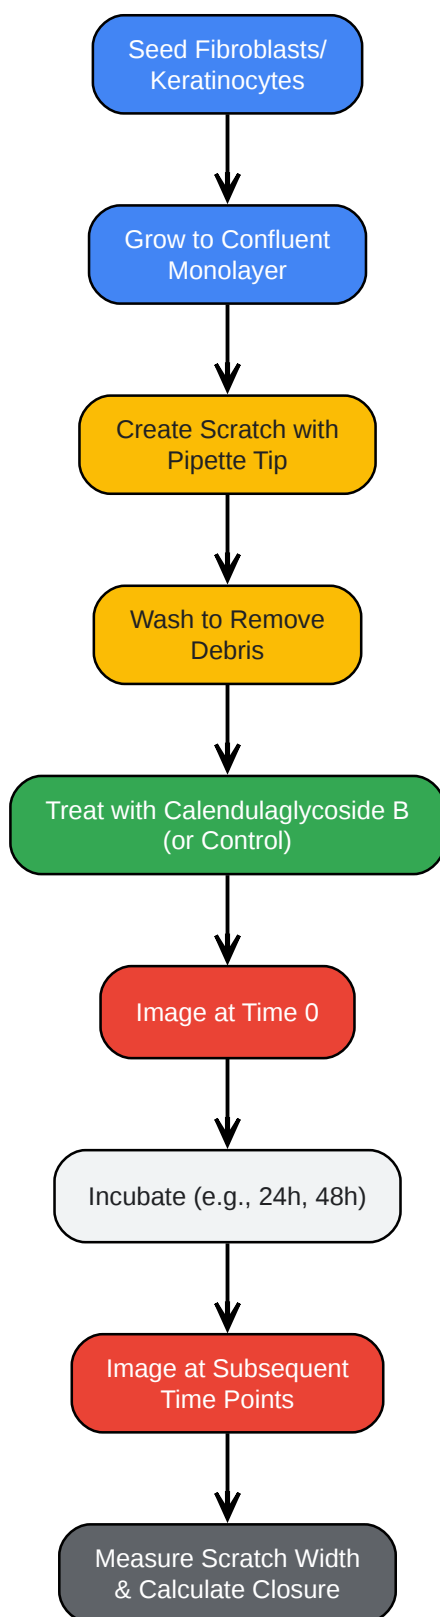 Seed Fibroblasts/
Keratinocytes
Grow to Confluent
Monolayer
Create Scratch with
Pipette Tip
Wash to Remove
Debris
Treat with Calendulaglycoside B
(or Control)
Image at Time 0
Incubate (e.g., 24h, 48h)
Image at Subsequent
Time Points
Measure Scratch Width
& Calculate Closure